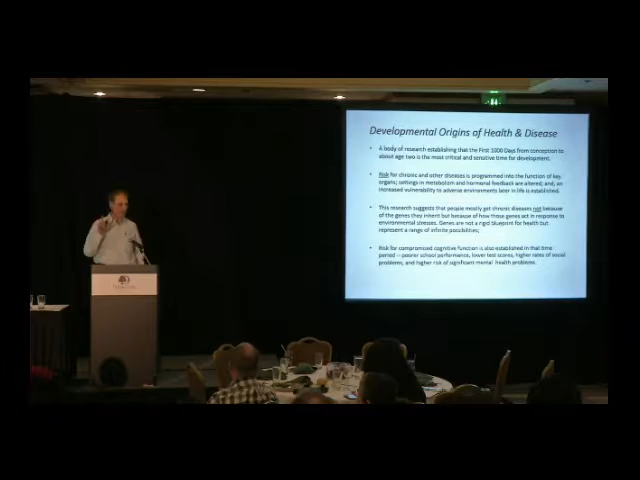 Developmental Origins of Health & Disease
• A body of research establishing that the First 1000 Days from conception to
about age two is the most critical and sensitive time for development.
• Risk for chronic and other diseases is programmed into the function of key
organs; settings in metabolism and hormonal feedback are altered; and, an
increased vulnerability to adverse environments later in life is established.
• This research suggests that people mostly get chronic diseases not because
of the genes they inherit but because of how those genes act in response to
environmental stresses. Genes are not a rigid blueprint for health but
represent a range of infinite possibilities;
• Risk for compromised cognitive function is also established in that time
period -- poorer school performance, lower test scores, higher rates of social
problems, and higher risk of significant mental health problems.